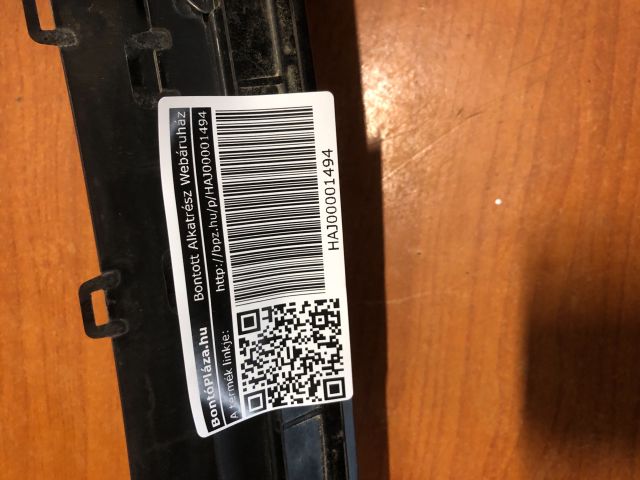 BontóPláza.hu Bontott Alkatrész Webáruház
A termék linkje: http://bpz.hu/p/HAJ00001494
HAJ00001494